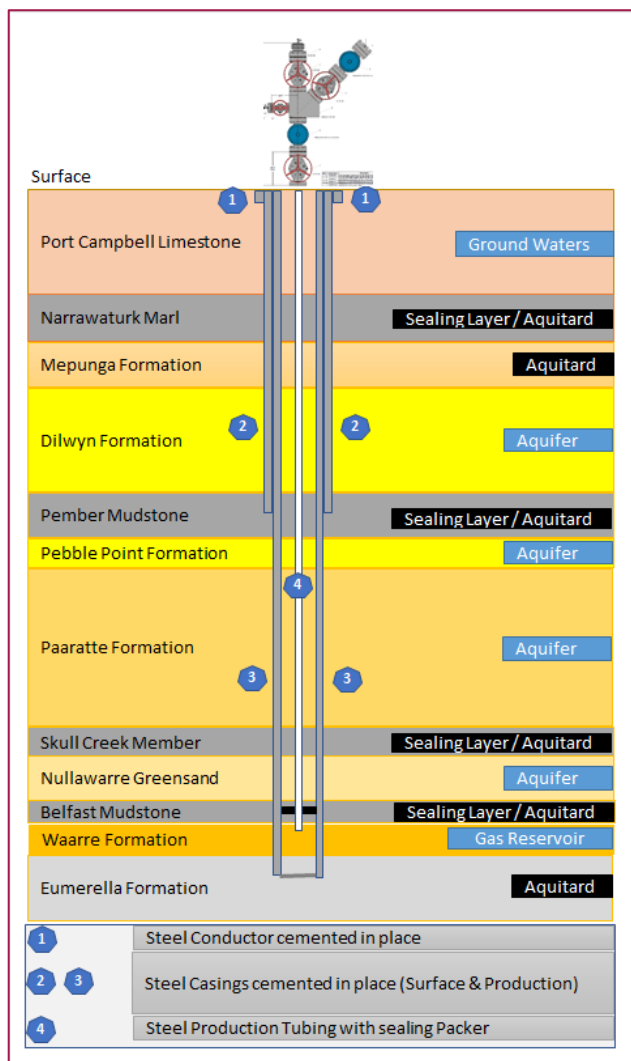 Surface
1 1
Port Campbell Limestone Ground Waters
Narrawaturk Marl Sealing Layer / Aquitard
Mepunga Formation Aquitard
2 2
Dilwyn Formation Aquifer
Pember Mudstone Sealing Layer / Aquitard
Pebble Point Formation Aquifer
4
Paaratte Formation Aquifer
3 3
Skull Creek Member Sealing Layer / Aquitard
Nullawarre Greensand Aquifer
Belfast Mudstone Sealing Layer / Aquitard
Waarre Formation Gas Reservoir
Eumerella Formation Aquitard
1 Steel Conductor cemented in place
2 3 Steel Casings cemented in place (Surface & Production)
4 Steel Production Tubing with sealing Packer